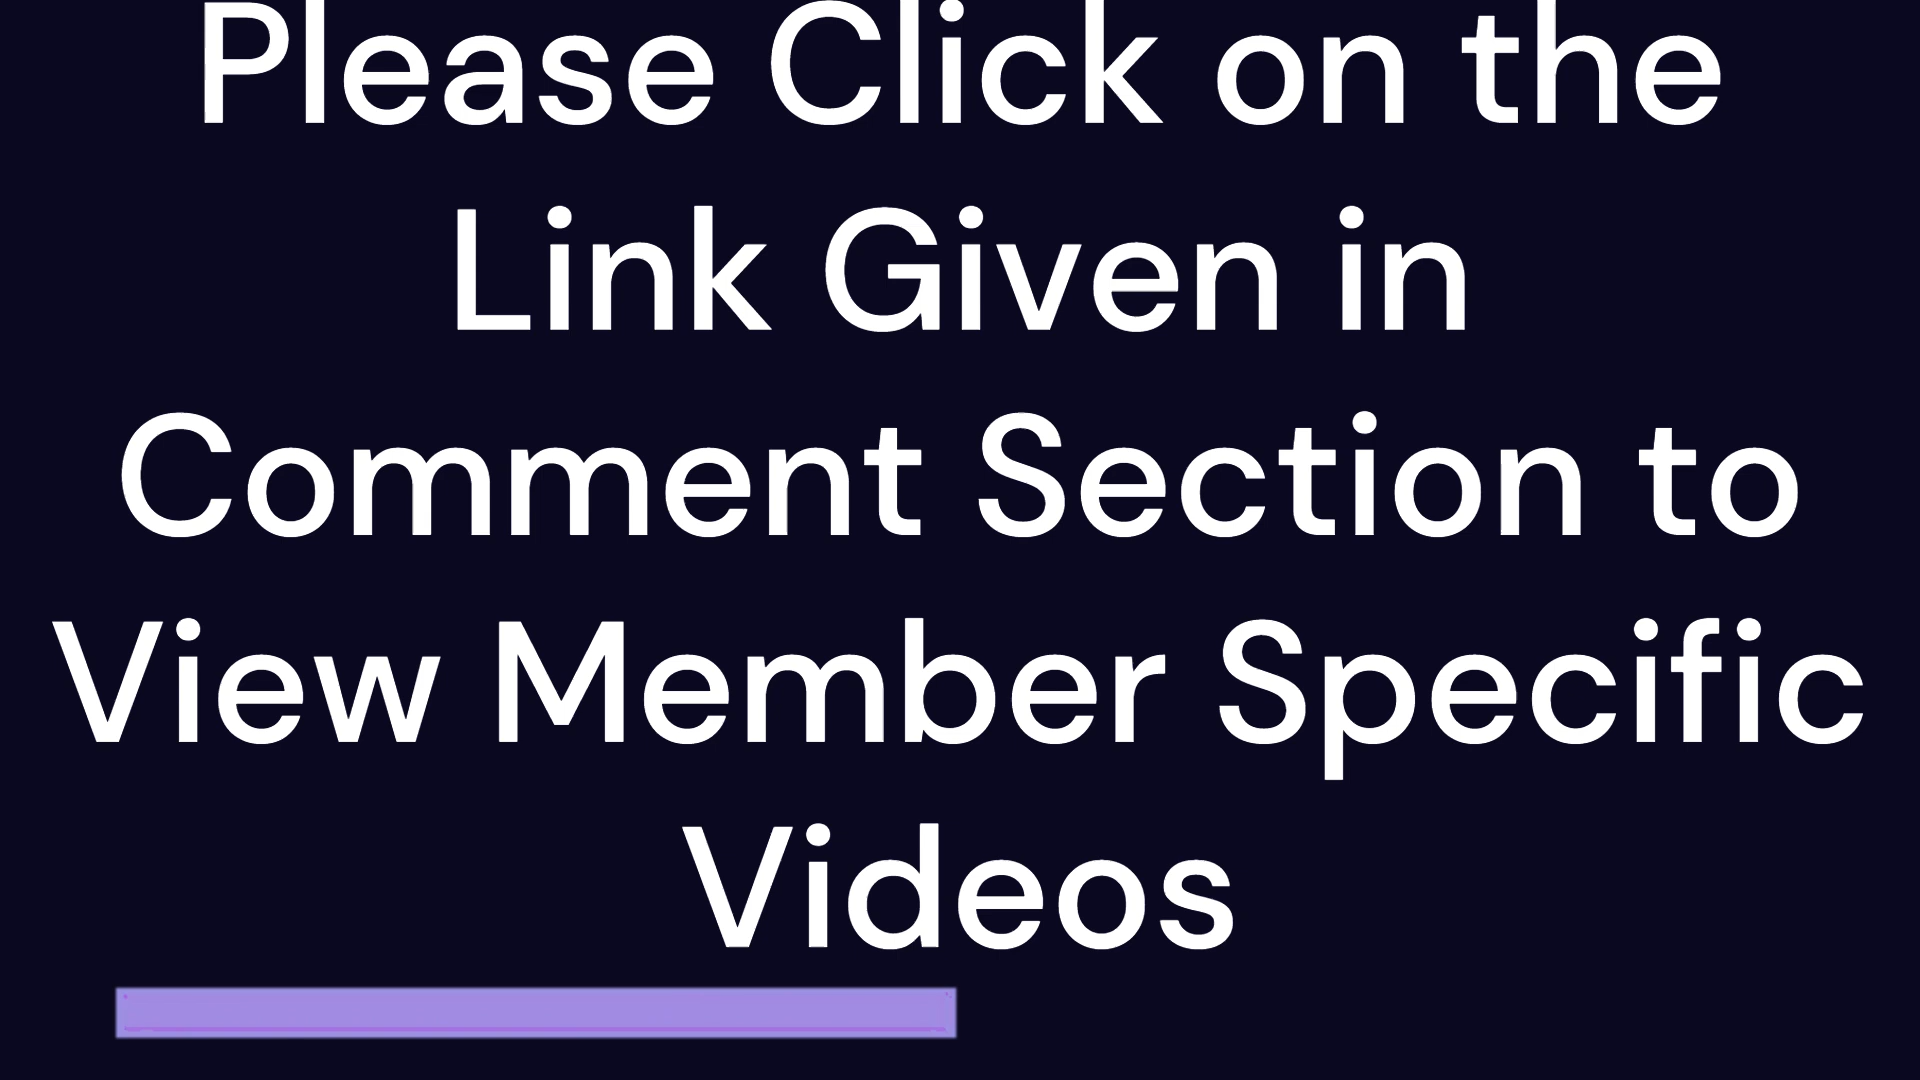 Please Click on the
Link Given in
Comment Section to
View Member Specific
Videos